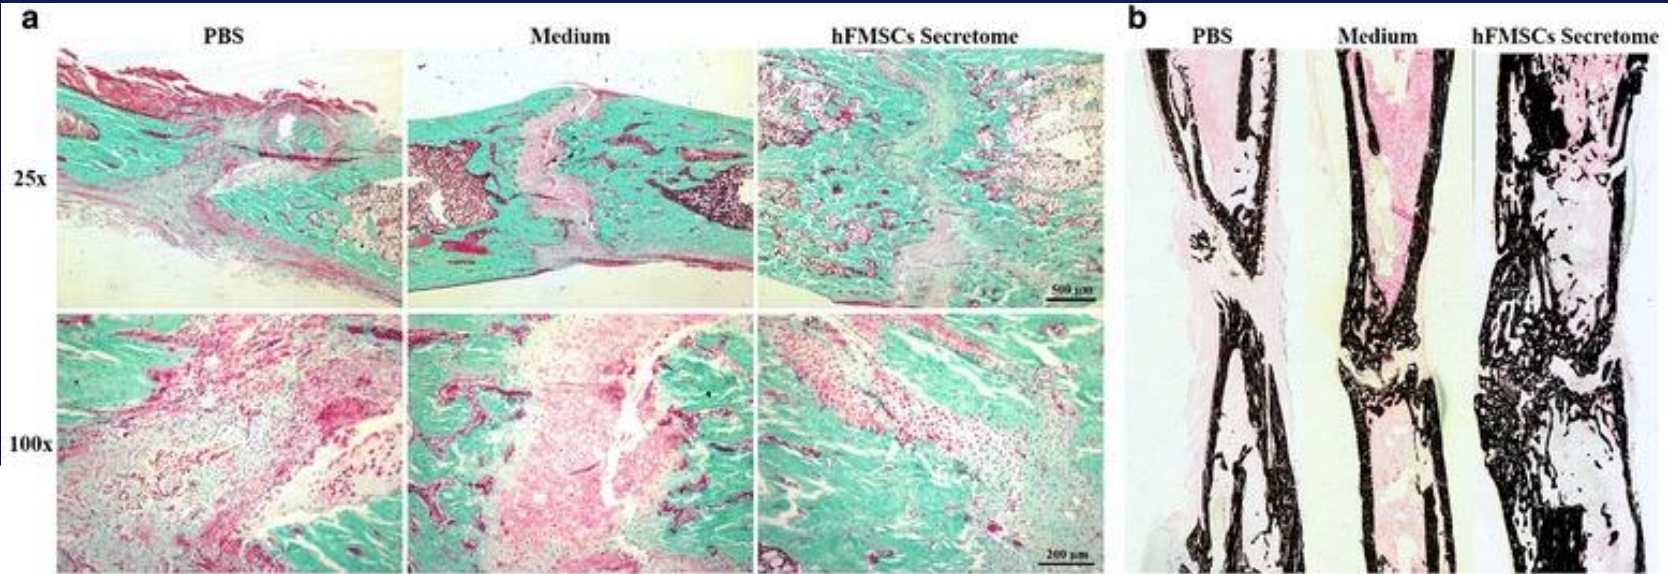 a
PBS
Medium
hFMSCs Secretome
25x
500 μm
100x
200 μm
b
PBS
Medium
hFMSCs Secretome